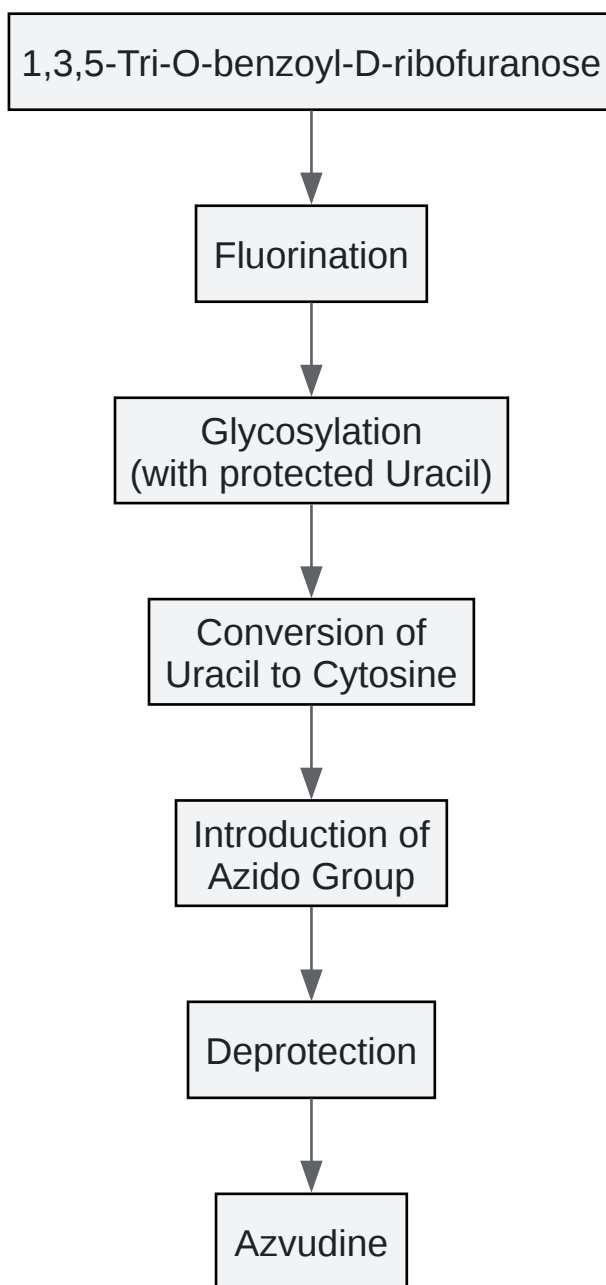 1,3,5-Tri-O-benzoyl-D-ribofuranose
Fluorination
Glycosylation
(with protected Uracil)
Conversion of
Uracil to Cytosine
Introduction of
Azido Group
Deprotection
Azvudine